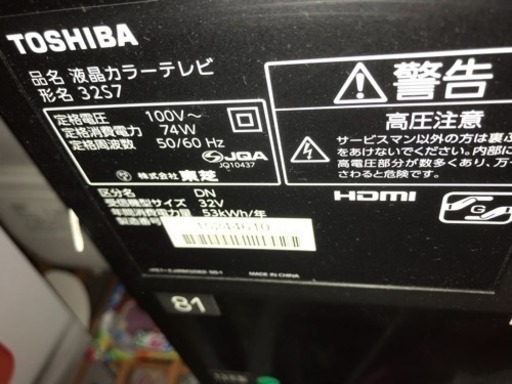 TOSHIBA
品名 液晶カラーテレビ
形名 32S7
定格電圧 100V～
定格消費電力 74W
定格周波数 50/60 Hz
JQA
JQ10437
株式会社 東芝
区分名 DN
受信機型サイズ 32V
年間消費電力量 53kWh/年
製造番号
15244610
MADE IN CHINA
81
警告
高圧注意
サービスマン以外の方は裏ぶ
をあけないでください。内部に
高電圧部分が数多くあり、万
さわると危険です。
HDMI
G